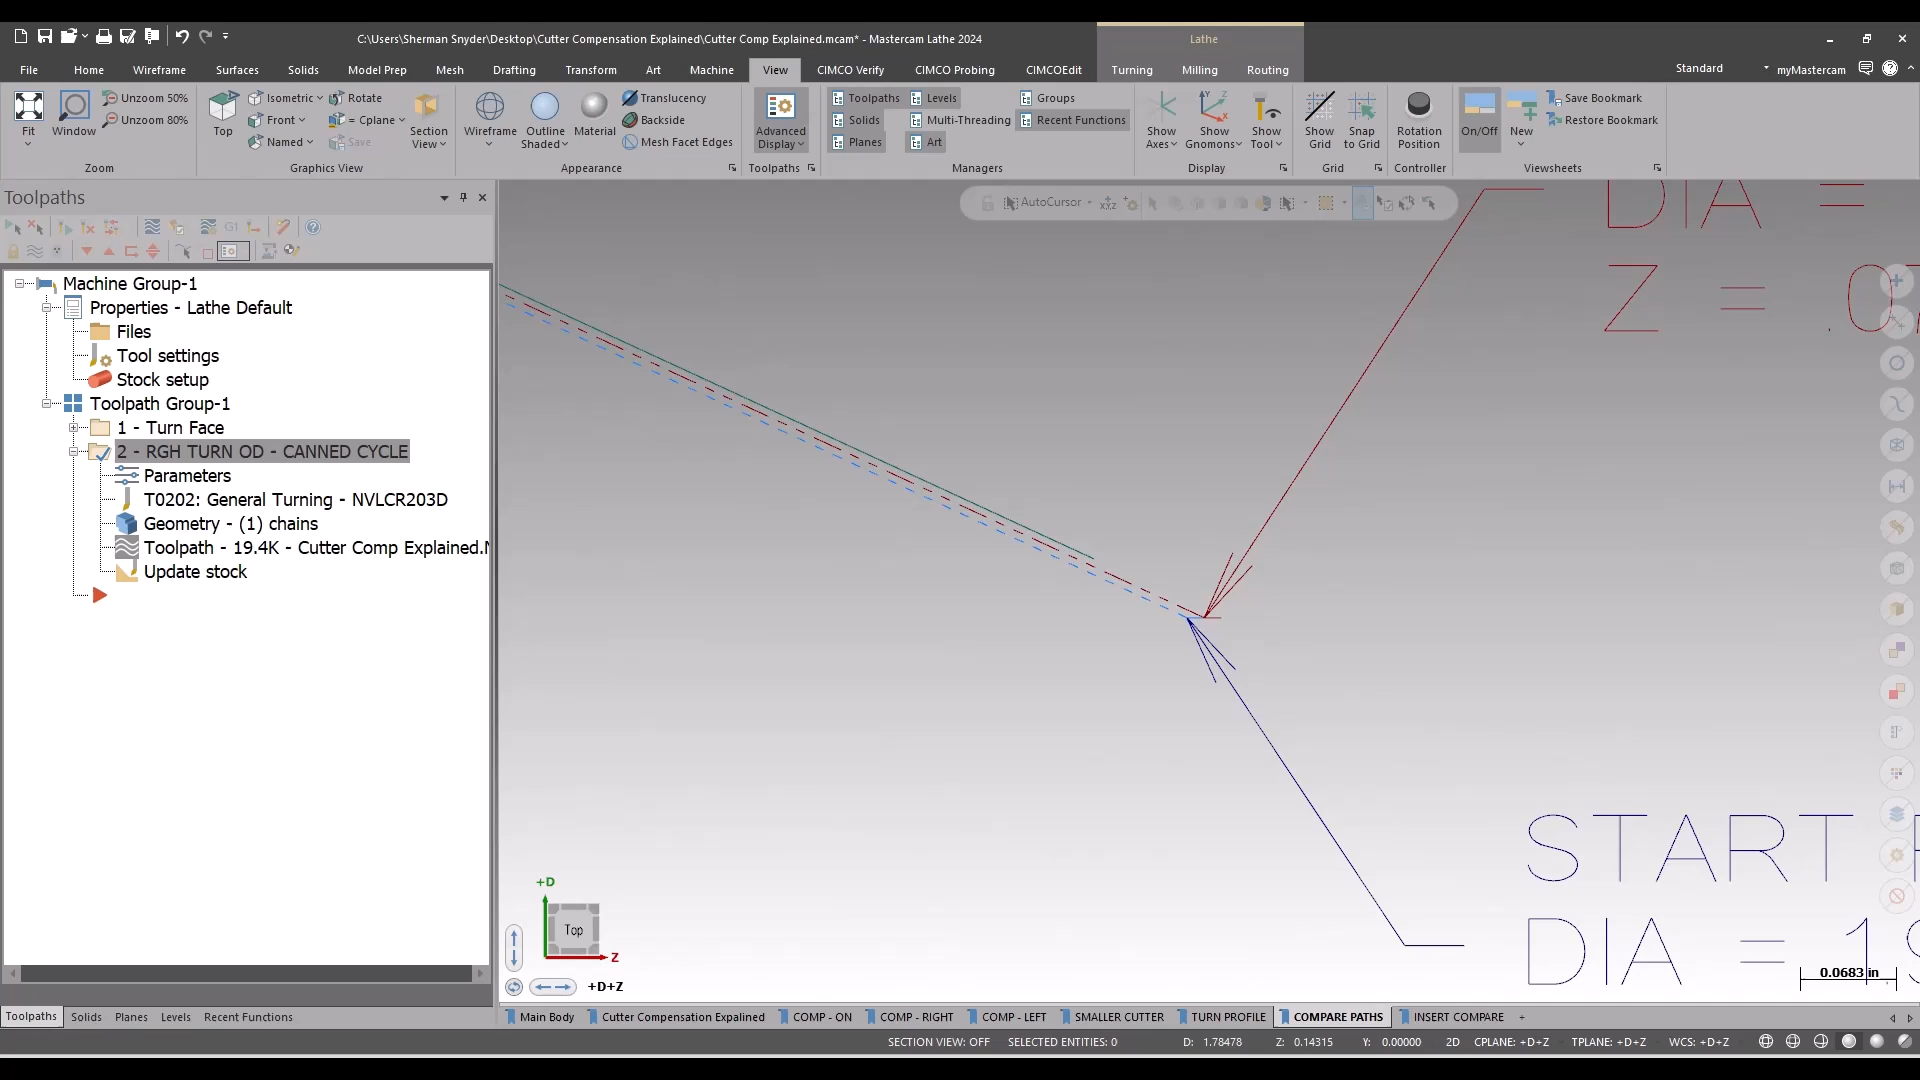 C:\Users\Sherman Snyder\Desktop\Cutter Compensation Explained\Cutter Comp Explained.mcam* - Mastercam Lathe 2024
Lathe
File Home Wireframe Surfaces Solids Model Prep Mesh Drafting Transform Art Machine View CIMCO Verify CIMCO Probing CIMCOEdit Turning Milling Routing
Standard myMastercam
Fit
Window
Unzoom 50%
Unzoom 80%
Zoom
Top
Isometric
Front
Named
Rotate
= Cplane
Save
Section View
Graphics View
Wireframe
Outline Shaded
Material
Translucency
Backside
Mesh Facet Edges
Appearance
Advanced Display
Toolpaths
Toolpaths
Solids
Planes
Levels
Multi-Threading
Art
Groups
Recent Functions
Managers
Show Axes
Show Gnomons
Show Tool
Display
Show Grid
Snap to Grid
Grid
Rotation Position
Controller
On/Off
New
Save Bookmark
Restore Bookmark
Viewsheets
Toolpaths
G1
Machine Group-1
Properties - Lathe Default
Files
Tool settings
Stock setup
Toolpath Group-1
1 - Turn Face
2 - RGH TURN OD - CANNED CYCLE
Parameters
T0202: General Turning - NVLCR203D
Geometry - (1) chains
Toolpath - 19.4K - Cutter Comp Explained.
Update stock
AutoCursor
DIA =
Z = .0
START
DIA = 1
0.0683 in
+D
Top
Z
+D+Z
Toolpaths Solids Planes Levels Recent Functions
Main Body Cutter Compensation Expalined COMP - ON COMP - RIGHT COMP - LEFT SMALLER CUTTER TURN PROFILE COMPARE PATHS INSERT COMPARE +
SECTION VIEW: OFF SELECTED ENTITIES: 0 D: 1.78478 Z: 0.14315 Y: 0.00000 2D CPLANE: +D+Z TPLANE: +D+Z WCS: +D+Z